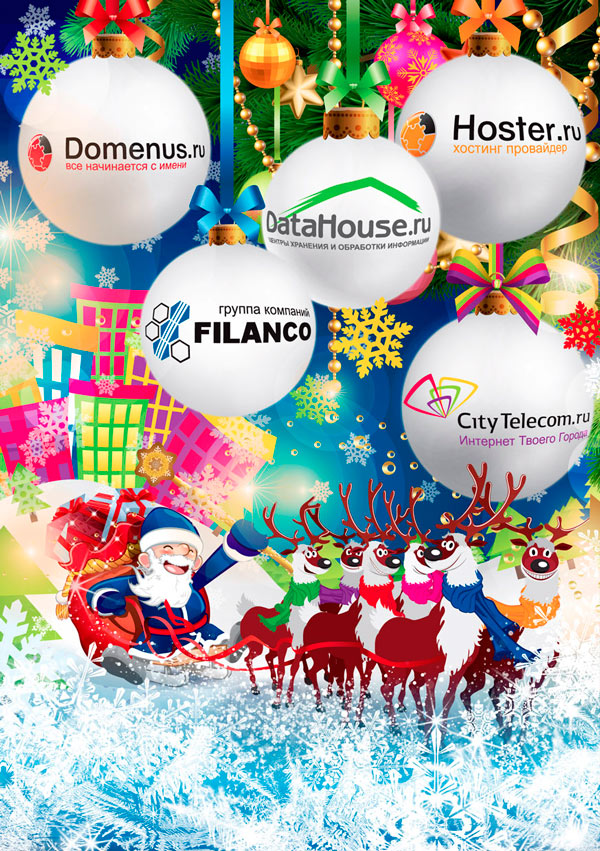 Domenus.ru
все начинается с имени
Hoster.ru
хостинг провайдер
DataHouse.ru
ЦЕНТРЫ ХРАНЕНИЯ И ОБРАБОТКИ ИНФОРМАЦИИ
группа компаний
FILANCO
CityTelecom.ru
Интернет Твоего Города